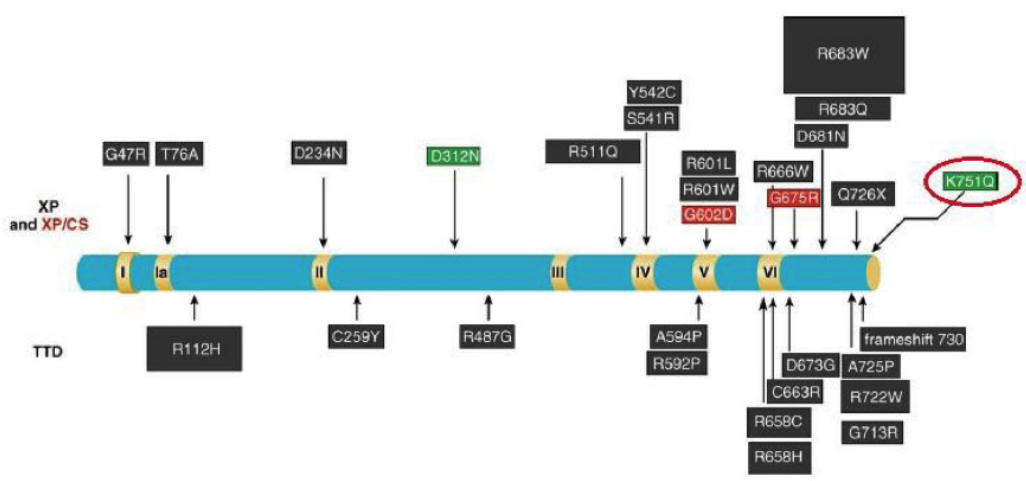 R683W
Y542C
S541R
R683Q
D681N
G47R
T76A
D234N
D312N
R511Q
R601L
R601W
G602D
R666W
G675R
Q726X
K751Q
XP
and XP/CS
I
Ia
II
III
IV
V
VI
TTD
R112H
C259Y
R487G
A594P
R592P
frameshift 730
D673G
A725P
C663R
R722W
R658C
G713R
R658H